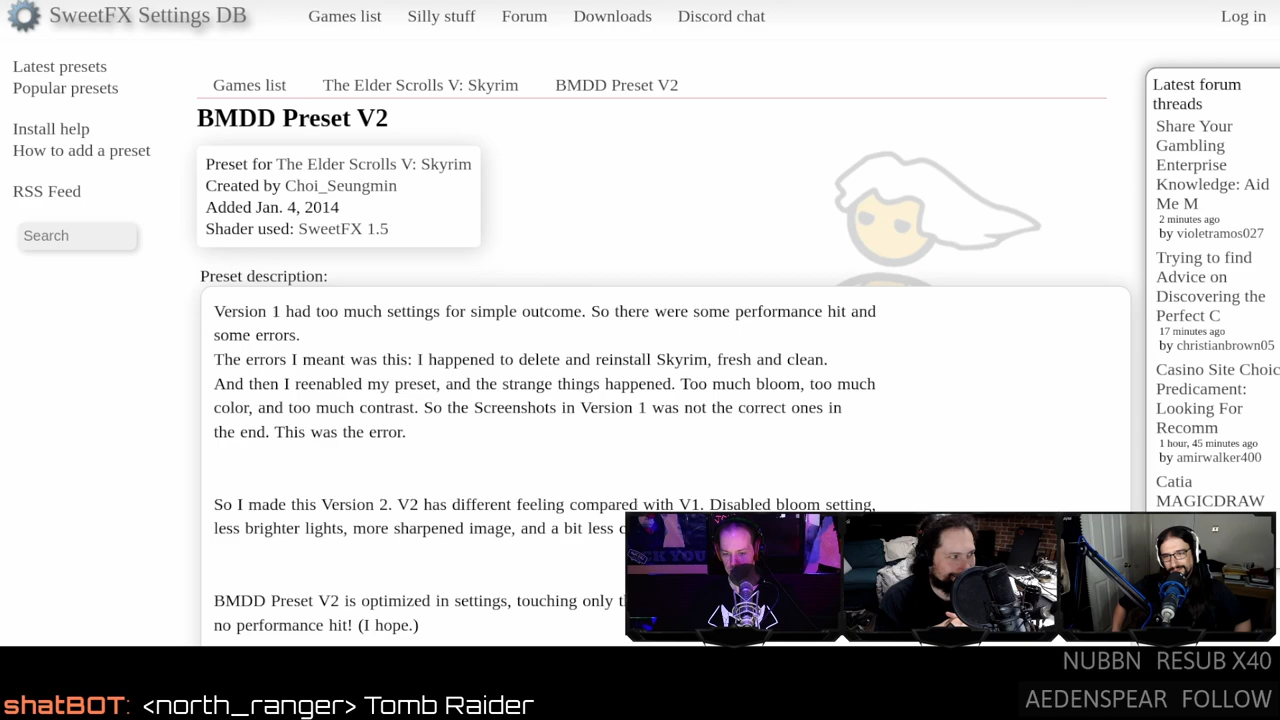 SweetFX Settings DB
Games list
Silly stuff
Forum
Downloads
Discord chat
Log in
Latest presets
Popular presets
Install help
How to add a preset
RSS Feed
Search
Games list
The Elder Scrolls V: Skyrim
BMDD Preset V2
BMDD Preset V2
Preset for The Elder Scrolls V: Skyrim
Created by Choi_Seungmin
Added Jan. 4, 2014
Shader used: SweetFX 1.5
Preset description:
Version 1 had too much settings for simple outcome. So there were some performance hit and
some errors.
The errors I meant was this: I happened to delete and reinstall Skyrim, fresh and clean.
And then I reenabled my preset, and the strange things happened. Too much bloom, too much
color, and too much contrast. So the Screenshots in Version 1 was not the correct ones in
the end. This was the error.
So I made this Version 2. V2 has different feeling compared with V1. Disabled bloom setting,
less brighter lights, more sharpened image, and a bit less
BMDD Preset V2 is optimized in settings, touching only
no performance hit! (I hope.)
Latest forum
threads
Share Your
Gambling
Enterprise
Knowledge: Aid
Me M
2 minutes ago
by violetramos027
Trying to find
Advice on
Discovering the
Perfect C
17 minutes ago
by christianbrown05
Casino Site Choic
Predicament:
Looking For
Recomm
1 hour, 45 minutes ago
by amirwalker400
Catia
MAGICDRAW
NUBBN RESUB X40
AEDENSPEAR FOLLOW
shatBOT: <north_ranger> Tomb Raider